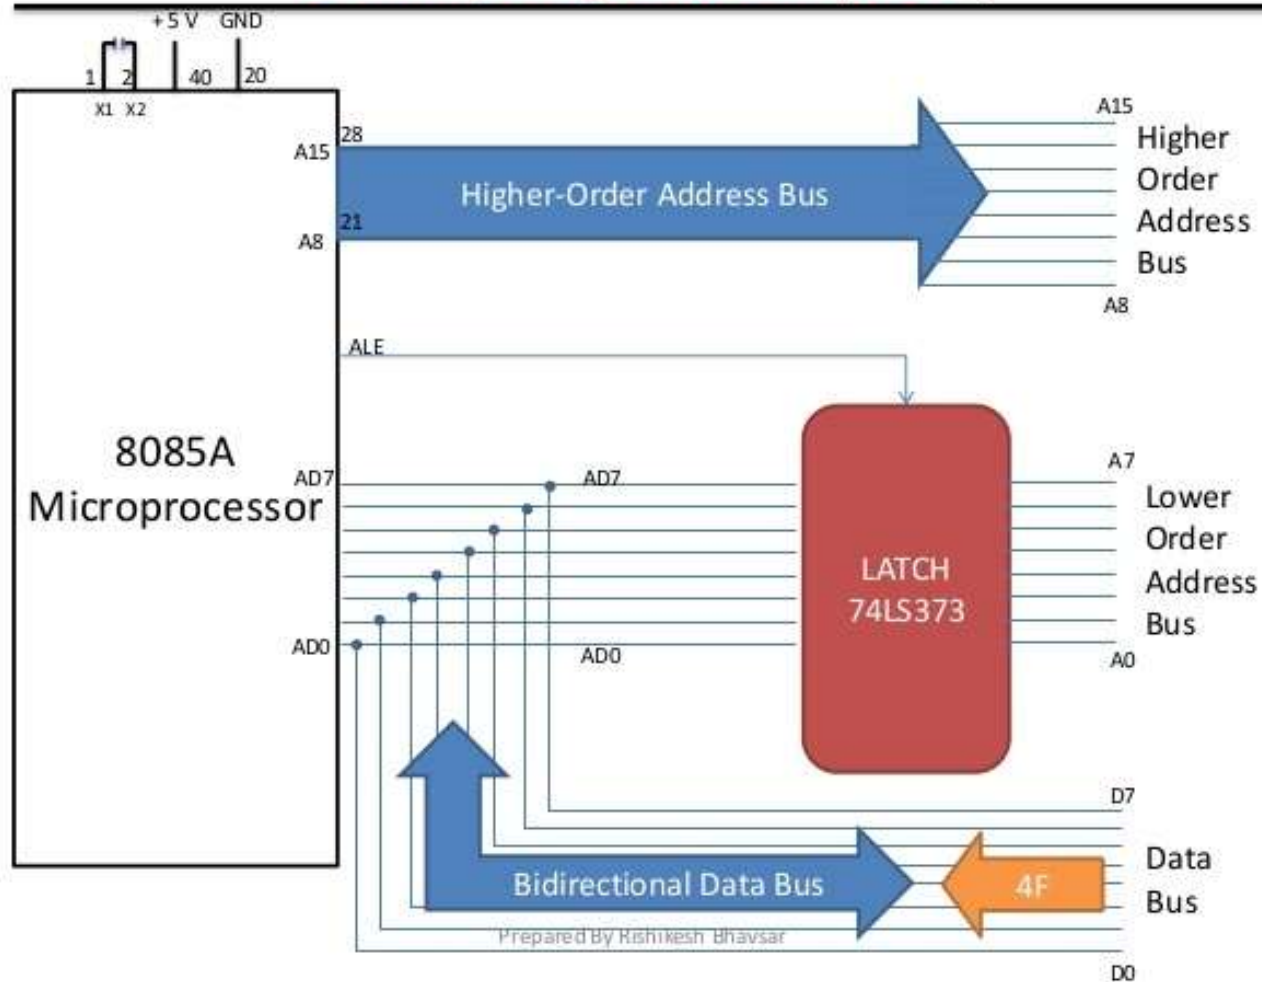 +5 V GND
1 2 40 20
X1 X2
A15 28
Higher-Order Address Bus
A8 21
A15
Higher
Order
Address
Bus
A8
ALE
8085A
Microprocessor
AD7
AD7
AD0
AD0
LATCH
74LS373
A7
Lower
Order
Address
Bus
A0
D7
Data
Bus
D0
Bidirectional Data Bus
4F
Prepared By Rishikesh Bhavsar